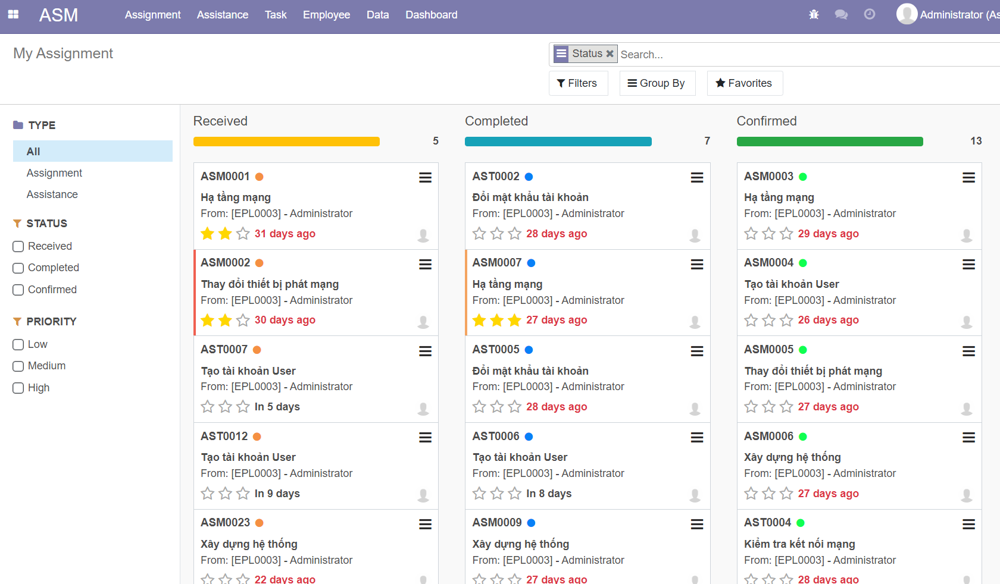 ASM
Assignment Assistance Task Employee Data Dashboard
Administrator (As
My Assignment
Status Search...
Filters Group By Favorites
TYPE
All
Assignment
Assistance
STATUS
Received
Completed
Confirmed
PRIORITY
Low
Medium
High
Received
5
ASM0001
Hạ tầng mạng
From: [EPL0003] - Administrator
31 days ago
ASM0002
Thay đổi thiết bị phát mạng
From: [EPL0003] - Administrator
30 days ago
AST0007
Tạo tài khoản User
From: [EPL0003] - Administrator
In 5 days
AST0012
Tạo tài khoản User
From: [EPL0003] - Administrator
In 9 days
ASM0023
Xây dựng hệ thống
From: [EPL0003] - Administrator
22 days ago
Completed
7
AST0002
Đổi mật khẩu tài khoản
From: [EPL0003] - Administrator
28 days ago
ASM0007
Hạ tầng mạng
From: [EPL0003] - Administrator
27 days ago
AST0005
Đổi mật khẩu tài khoản
From: [EPL0003] - Administrator
28 days ago
AST0006
Tạo tài khoản User
From: [EPL0003] - Administrator
In 8 days
ASM0009
Xây dựng hệ thống
From: [EPL0003] - Administrator
27 days ago
Confirmed
13
ASM0003
Hạ tầng mạng
From: [EPL0003] - Administrator
29 days ago
ASM0004
Tạo tài khoản User
From: [EPL0003] - Administrator
26 days ago
ASM0005
Thay đổi thiết bị phát mạng
From: [EPL0003] - Administrator
27 days ago
ASM0006
Xây dựng hệ thống
From: [EPL0003] - Administrator
27 days ago
AST0004
Kiểm tra kết nối mạng
From: [EPL0003] - Administrator
28 days ago